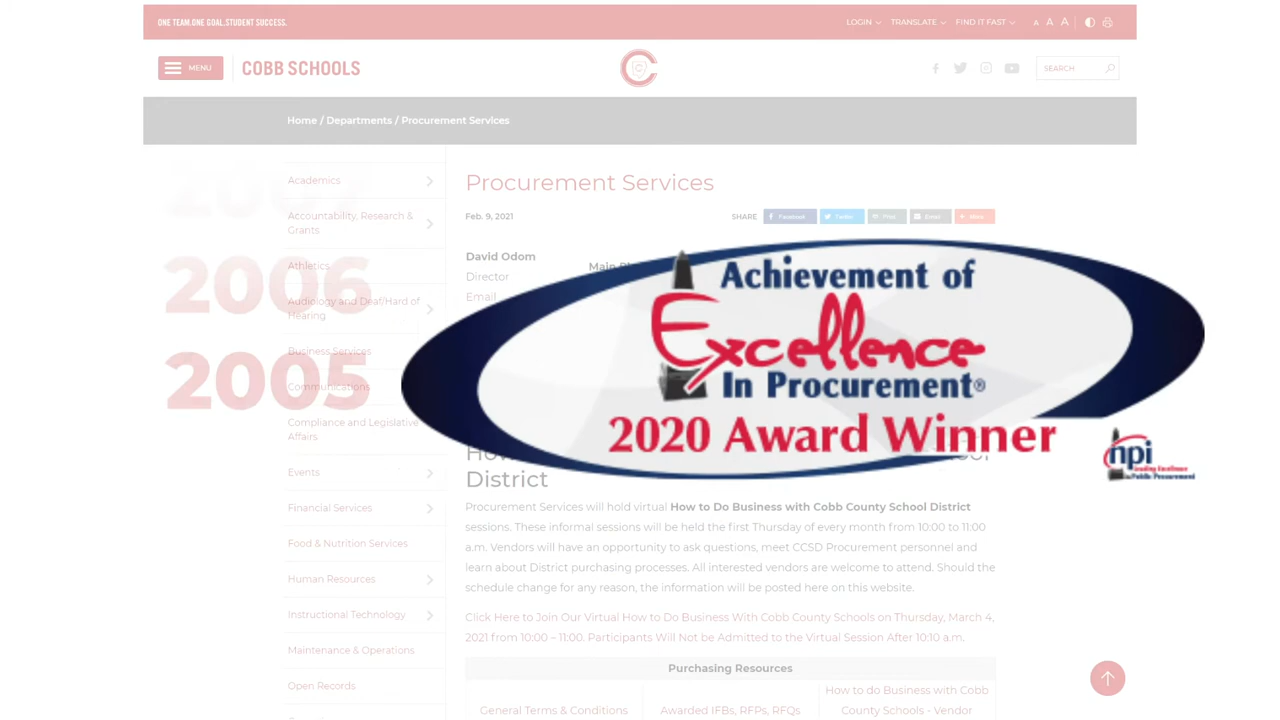 ONE TEAM.ONE GOAL.STUDENT SUCCESS.
LOGIN TRANSLATE FIND IT FAST A A A
MENU
COBB SCHOOLS
C
SEARCH
Home / Departments / Procurement Services
2007
2006
2005
Academics
Accountability, Research &
Grants
Athletics
Audiology and Deaf/Hard of
Hearing
Business Services
Communications
Compliance and Legislative
Affairs
Events
Financial Services
Food & Nutrition Services
Human Resources
Instructional Technology
Maintenance & Operations
Open Records
Procurement Services
Feb. 9, 2021
SHARE Facebook Twitter Print Email More
David Odom
Director
Email
Main
Achievement of
Excellence
In Procurement®
2020 Award Winner
npi
Leading Excellence
in Public Procurement
District
Procurement Services will hold virtual How to Do Business with Cobb County School District
sessions. These informal sessions will be held the first Thursday of every month from 10:00 to 11:00
a.m. Vendors will have an opportunity to ask questions, meet CCSD Procurement personnel and
learn about District purchasing processes. All interested vendors are welcome to attend. Should the
schedule change for any reason, the information will be posted here on this website.
Click Here to Join Our Virtual How to Do Business With Cobb County Schools on Thursday, March 4,
2021 from 10:00 – 11:00. Participants Will Not be Admitted to the Virtual Session After 10:10 a.m.
Purchasing Resources
General Terms & Conditions
Awarded IFBs, RFPs, RFQs
How to do Business with Cobb
County Schools - Vendor